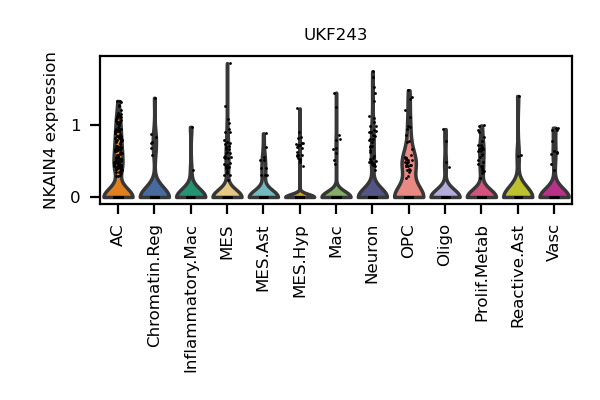 UKF243
NKAIN4 expression
1
0
AC
Chromatin.Reg
Inflammatory.Mac
MES
MES.Ast
MES.Hyp
Mac
Neuron
OPC
Oligo
Prolif.Metab
Reactive.Ast
Vasc